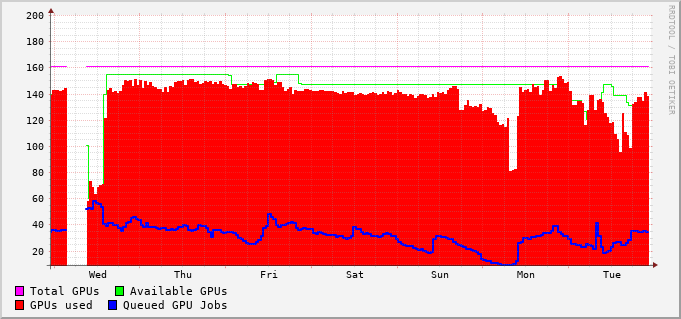 200
180
160
140
120
100
80
60
40
20
Wed Thu Fri Sat Sun Mon Tue
Total GPUs Available GPUs
GPUs used Queued GPU Jobs
RRDTOOL / TOBI OETIKER